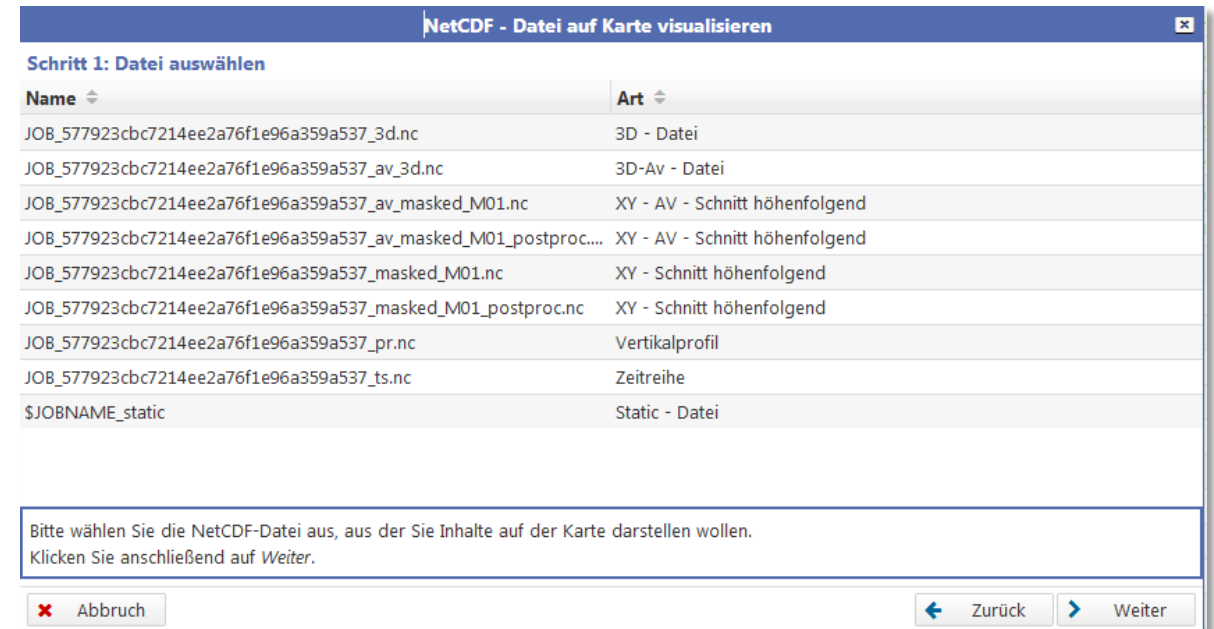 NetCDF - Datei auf Karte visualisieren
Schritt 1: Datei auswählen
Name Art
JOB_577923cbc7214ee2a76f1e96a359a537_3d.nc 3D - Datei
JOB_577923cbc7214ee2a76f1e96a359a537_av_3d.nc 3D-Av - Datei
JOB_577923cbc7214ee2a76f1e96a359a537_av_masked_M01.nc XY - AV - Schnitt höhenfolgend
JOB_577923cbc7214ee2a76f1e96a359a537_av_masked_M01_postproc.... XY - AV - Schnitt höhenfolgend
JOB_577923cbc7214ee2a76f1e96a359a537_masked_M01.nc XY - Schnitt höhenfolgend
JOB_577923cbc7214ee2a76f1e96a359a537_masked_M01_postproc.nc XY - Schnitt höhenfolgend
JOB_577923cbc7214ee2a76f1e96a359a537_pr.nc Vertikalprofil
JOB_577923cbc7214ee2a76f1e96a359a537_ts.nc Zeitreihe
$JOBNAME_static Static - Datei
Bitte wählen Sie die NetCDF-Datei aus, aus der Sie Inhalte auf der Karte darstellen wollen.
Klicken Sie anschließend auf Weiter.
Abbruch Zurück Weiter